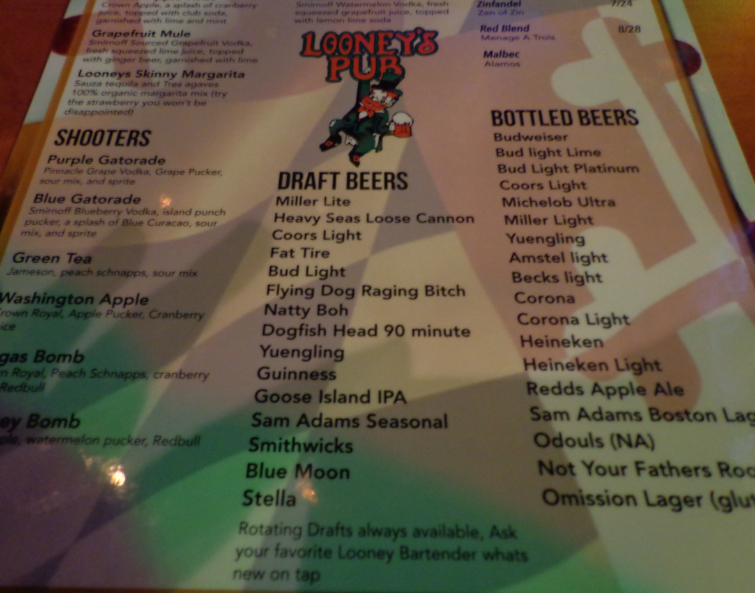 Crown Apple, a splash of cranberry
juice, topped with club soda,
garnished with lime and mint
Grapefruit Mule
Smirnoff Sourced Grapefruit Vodka,
fresh squeezed lime juice, topped
with ginger beer, garnished with lime
Looneys Skinny Margarita
Sauza tequila and Tres agaves
100% organic margarita mix (try
the strawberry you won't be
disappointed)
SHOOTERS
Purple Gatorade
Pinnacle Grape Vodka, Grape Pucker,
sour mix, and sprite
Blue Gatorade
Smirnoff Blueberry Vodka, island punch
pucker, a splash of Blue Curacao, sour
mix, and sprite
Green Tea
Jameson, peach schnapps, sour mix
Washington Apple
Crown Royal, Apple Pucker, Cranberry
gas Bomb
Royal, Peach Schnapps, cranberry
Redbull
ey Bomb
watermelon pucker, Redbull
Smirnoff Watermelon Vodka, fresh
squeezed grapefruit juice, topped
with lemon lime soda
LOONEY'S
PUB
DRAFT BEERS
Miller Lite
Heavy Seas Loose Cannon
Coors Light
Fat Tire
Bud Light
Flying Dog Raging Bitch
Natty Boh
Dogfish Head 90 minute
Yuengling
Guinness
Goose Island IPA
Sam Adams Seasonal
Smithwicks
Blue Moon
Stella
Rotating Drafts always available, Ask
your favorite Looney Bartender whats
new on tap
Zinfandel 7/24
Zen of Zin
Red Blend 8/28
Menage A Trois
Malbec
Alamos
BOTTLED BEERS
Budweiser
Bud light Lime
Bud Light Platinum
Coors Light
Michelob Ultra
Miller Light
Yuengling
Amstel light
Becks light
Corona
Corona Light
Heineken
Heineken Light
Redds Apple Ale
Sam Adams Boston Lag
Odouls (NA)
Not Your Fathers Roo
Omission Lager (glu